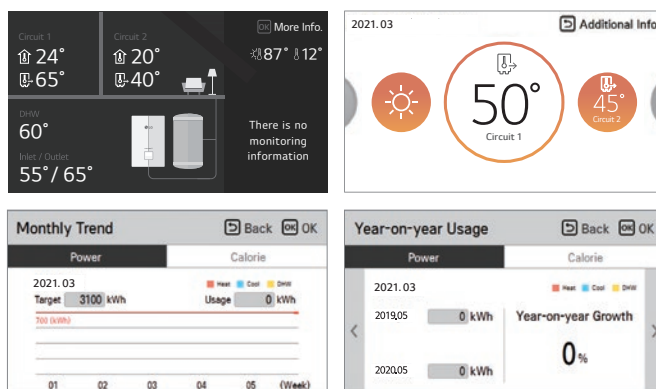 Circuit 1
24°
65°
Circuit 2
20°
40°
OK More Info.
87° 12°
DHW
60°
Inlet / Outlet
55°/ 65°
There is no
monitoring
information
2021. 03
Additional Info
50°
Circuit 1
45°
Circuit 2
Monthly Trend
Back OK OK
Power
Calorie
2021. 03
Heat Cool DHW
Target 3100 kWh
Usage 0 kWh
700 (kWh)
01 02 03 04 05 (Week)
Year-on-year Usage
Back OK OK
Power
Calorie
2021. 03
Heat Cool DHW
2019.05 0 kWh
Year-on-year Growth
0 %
2020.05 0 kWh